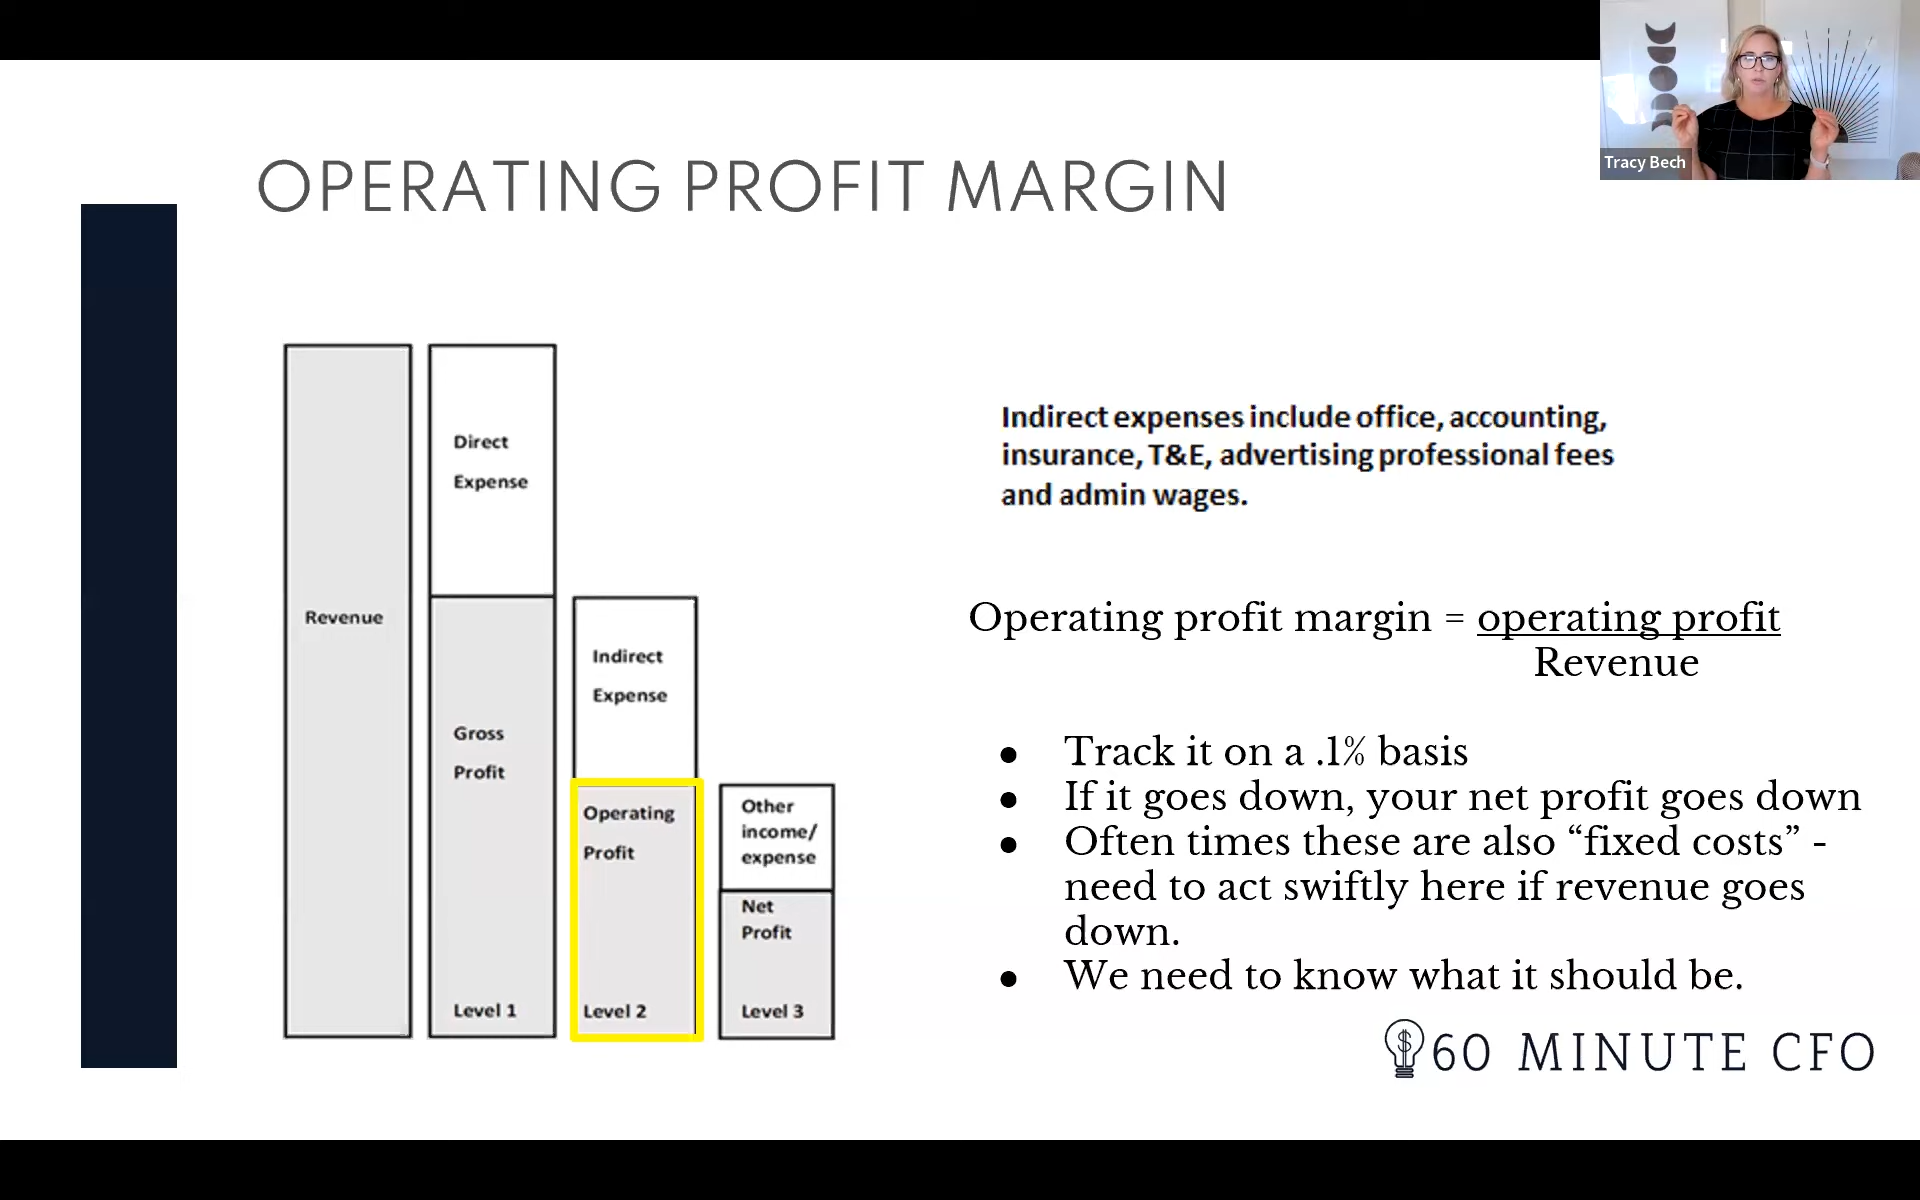 Tracy Bech
OPERATING PROFIT MARGIN
Revenue
Direct
Expense
Gross
Profit
Level 1
Indirect
Expense
Operating
Profit
Level 2
Other
income/
expense
Net
Profit
Level 3
Indirect expenses include office, accounting,
insurance, T&E, advertising professional fees
and admin wages.
Operating profit margin = operating profit
Revenue
● Track it on a .1% basis
● If it goes down, your net profit goes down
● Often times these are also “fixed costs” -
need to act swiftly here if revenue goes
down.
● We need to know what it should be.
$60 MINUTE CFO